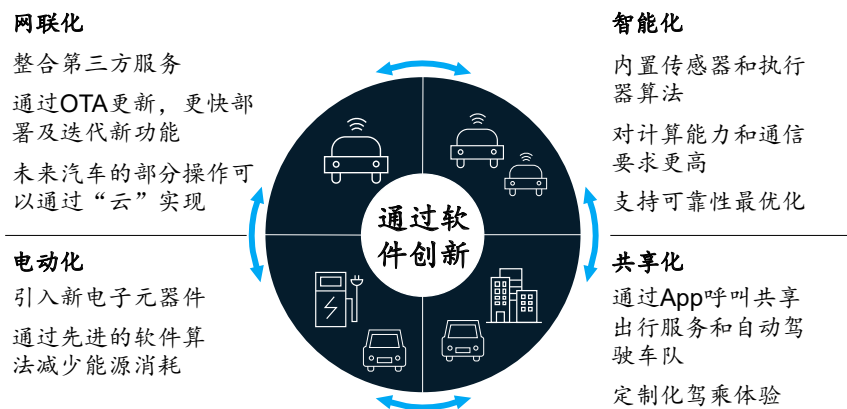 网联化
整合第三方服务
通过OTA更新，更快部
署及迭代新功能
未来汽车的部分操作可
以通过“云”实现
智能化
内置传感器和执行
器算法
对计算能力和通信
要求更高
支持可靠性最优化
通过软
件创新
电动化
引入新电子元器件
通过先进的软件算
法减少能源消耗
共享化
通过App呼叫共享
出行服务和自动驾
驶车队
定制化驾乘体验